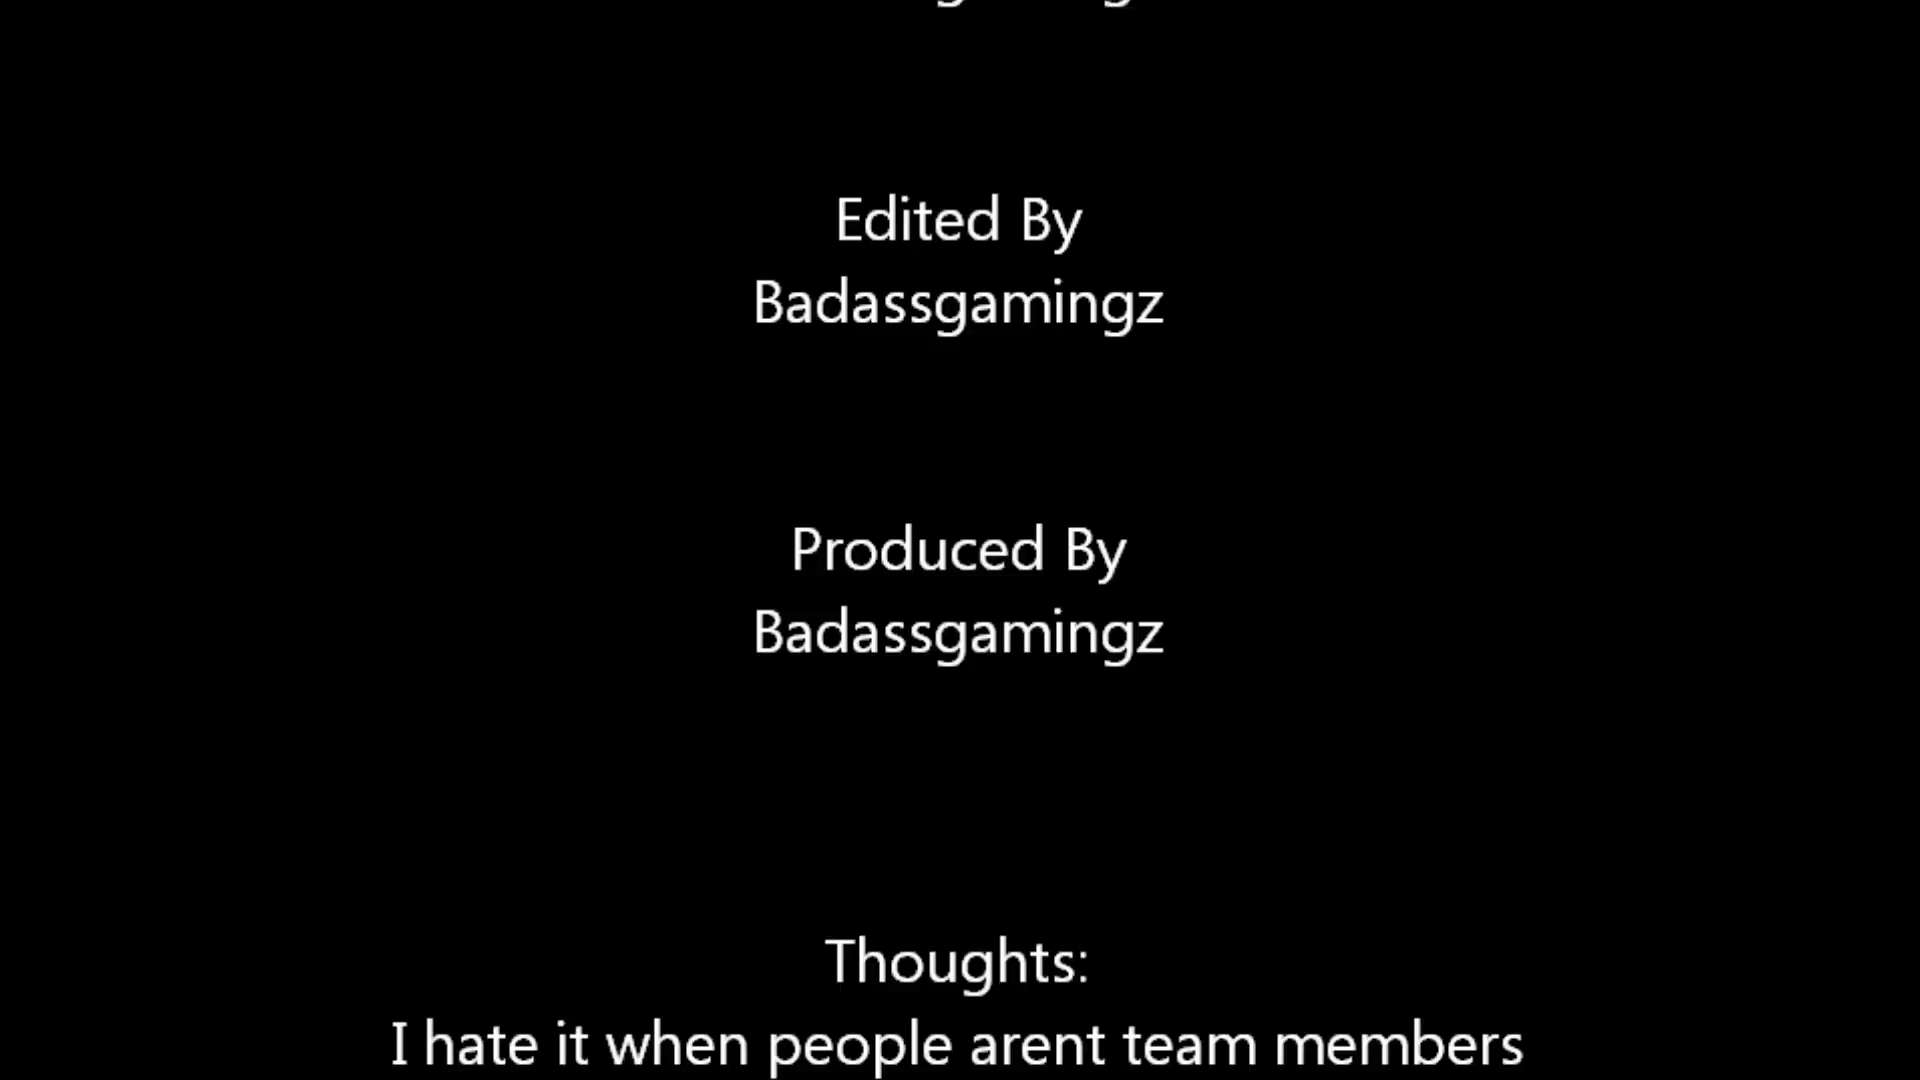 Edited By
Badassgamingz
Produced By
Badassgamingz
Thoughts:
I hate it when people arent team members